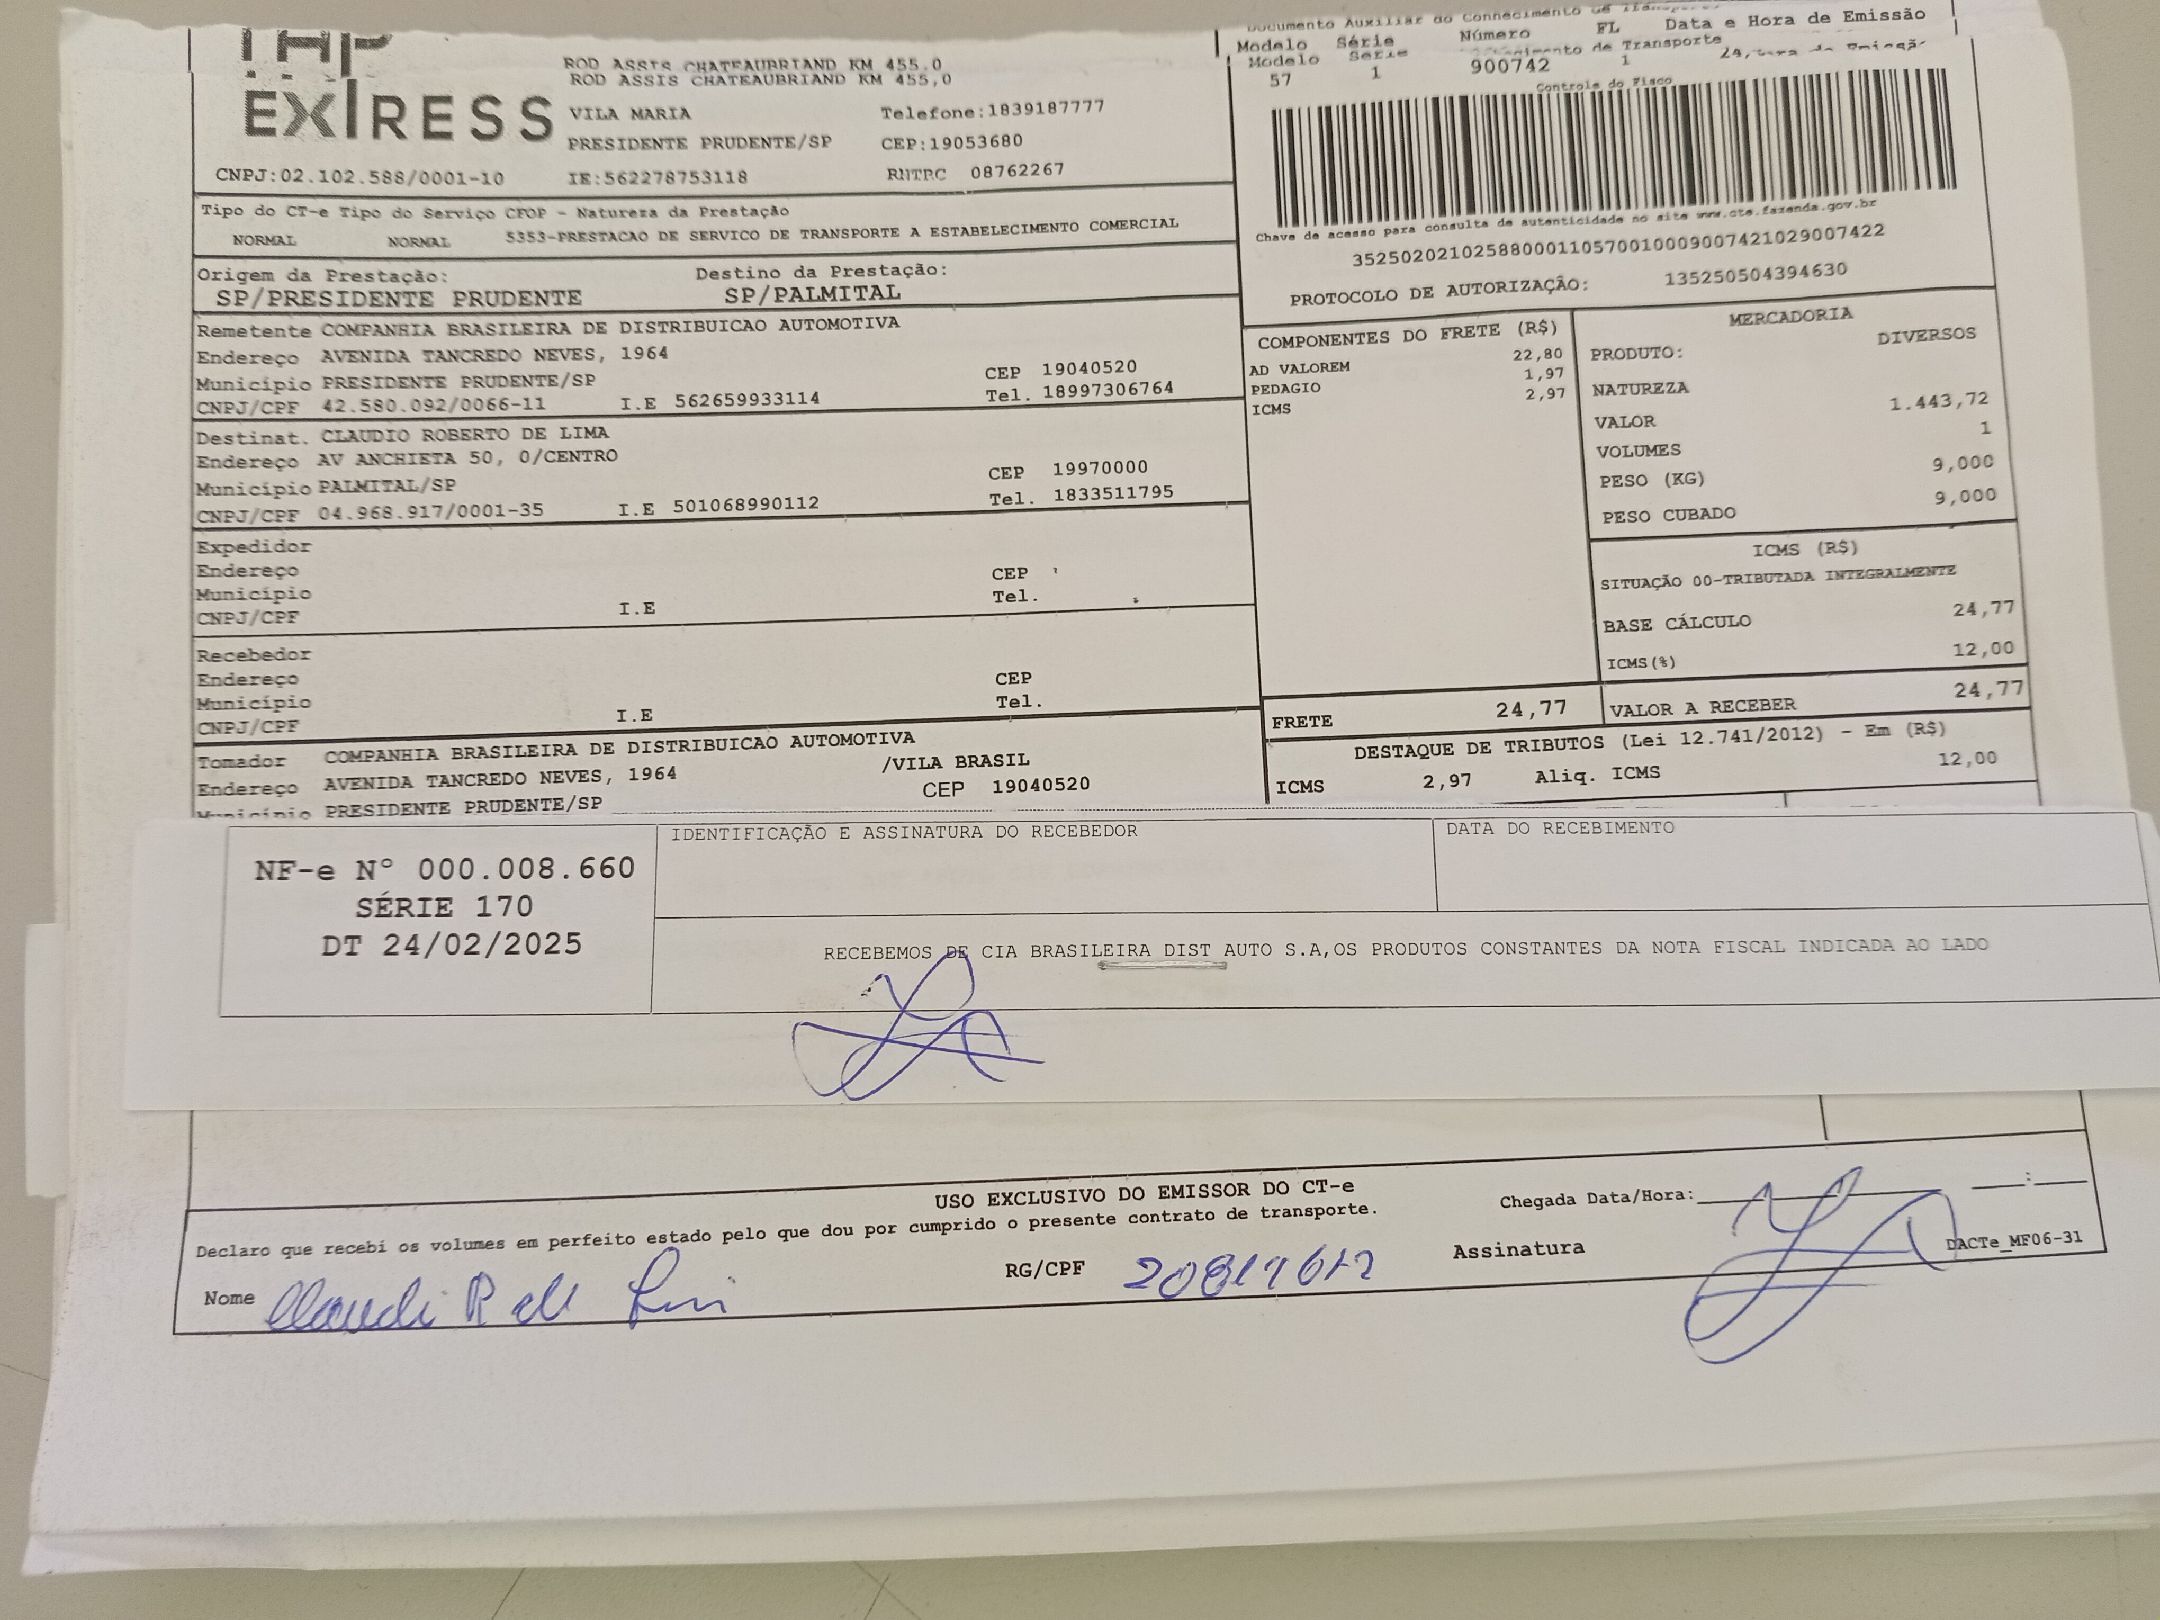 EXPRESS
ROD ASSIS CHATEAUBRIAND KM 455,0
ROD ASSIS CHATEAUBRIAND KM 455,0
VILA MARIA Telefone:1839187777
PRESIDENTE PRUDENTE/SP CEP:19053680
CNPJ:02.102.588/0001-10 IE:562278753118 RNTRC 08762267
Documento Auxiliar do Conhecimento de
Modelo Série Número FL Data e Hora de Emissão
Modelo Série de Transporte
57 1 900742 1 24,
Controle do Fisco
Chave de acesso para consulta de autenticidade no site www.cte.fazenda.gov.br
35250202102588000110570010009007421029007422
PROTOCOLO DE AUTORIZAÇÃO: 135250504394630
Tipo do CT-e Tipo do Serviço CFOP - Natureza da Prestação
NORMAL NORMAL 5353-PRESTACAO DE SERVICO DE TRANSPORTE A ESTABELECIMENTO COMERCIAL
Origem da Prestação: Destino da Prestação:
SP/PRESIDENTE PRUDENTE SP/PALMITAL
Remetente COMPANHIA BRASILEIRA DE DISTRIBUICAO AUTOMOTIVA
Endereço AVENIDA TANCREDO NEVES, 1964
Município PRESIDENTE PRUDENTE/SP CEP 19040520
CNPJ/CPF 42.580.092/0066-11 I.E 562659933114 Tel. 18997306764
Destinat. CLAUDIO ROBERTO DE LIMA
Endereço AV ANCHIETA 50, 0/CENTRO
Município PALMITAL/SP CEP 19970000
CNPJ/CPF 04.968.917/0001-35 I.E 501068990112 Tel. 1833511795
Expedidor
Endereço
Município CEP
CNPJ/CPF I.E Tel.
Recebedor
Endereço CEP
Município Tel.
CNPJ/CPF I.E
Tomador COMPANHIA BRASILEIRA DE DISTRIBUICAO AUTOMOTIVA
Endereço AVENIDA TANCREDO NEVES, 1964 /VILA BRASIL
Município PRESIDENTE PRUDENTE/SP CEP 19040520
COMPONENTES DO FRETE (R$)
22,80
AD VALOREM 1,97
PEDAGIO 2,97
ICMS
MERCADORIA
PRODUTO: DIVERSOS
NATUREZA
VALOR 1.443,72
VOLUMES 1
PESO (KG) 9,000
PESO CUBADO 9,000
ICMS (R$)
SITUAÇÃO 00-TRIBUTADA INTEGRALMENTE
BASE CÁLCULO 24,77
ICMS(%) 12,00
FRETE 24,77 VALOR A RECEBER 24,77
DESTAQUE DE TRIBUTOS (Lei 12.741/2012) - Em (R$)
ICMS 2,97 Aliq. ICMS 12,00
NF-e Nº 000.008.660
SÉRIE 170
DT 24/02/2025
IDENTIFICAÇÃO E ASSINATURA DO RECEBEDOR
DATA DO RECEBIMENTO
RECEBEMOS DE CIA BRASILEIRA DIST AUTO S.A,OS PRODUTOS CONSTANTES DA NOTA FISCAL INDICADA AO LADO
USO EXCLUSIVO DO EMISSOR DO CT-e
Declaro que recebi os volumes em perfeito estado pelo que dou por cumprido o presente contrato de transporte.
Chegada Data/Hora: :
Nome RG/CPF Assinatura
DACTe_MF06-31